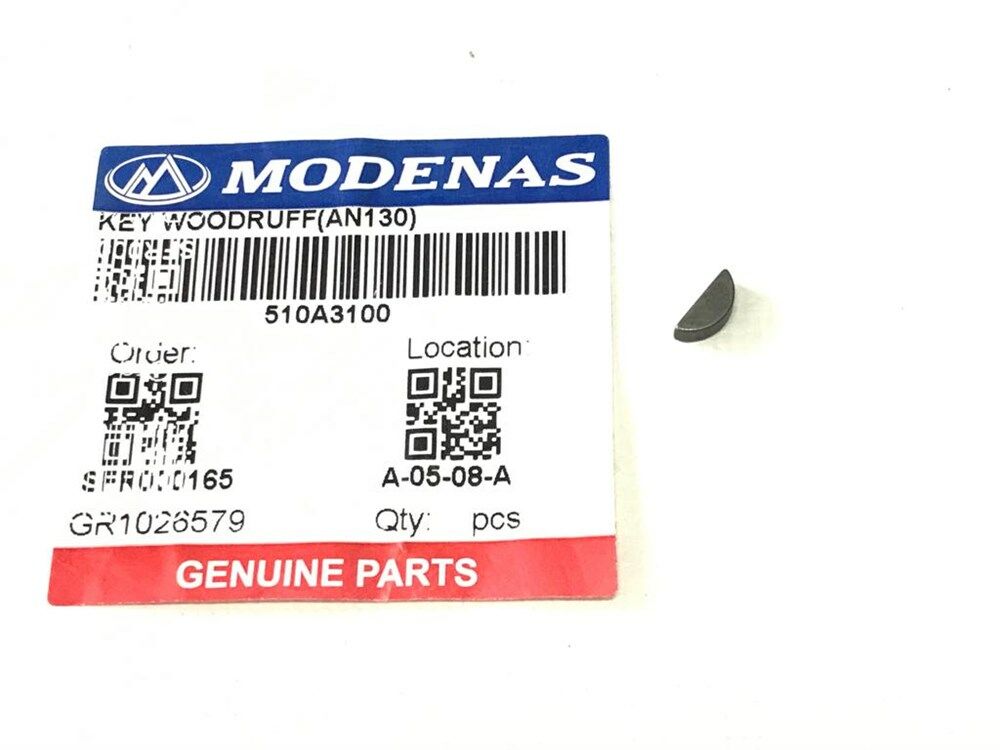 MODENAS
KEY WOODRUFF(AN130)
510A3100
Order: Location:
A-05-08-A
GR1026579 Qty: pcs
GENUINE PARTS